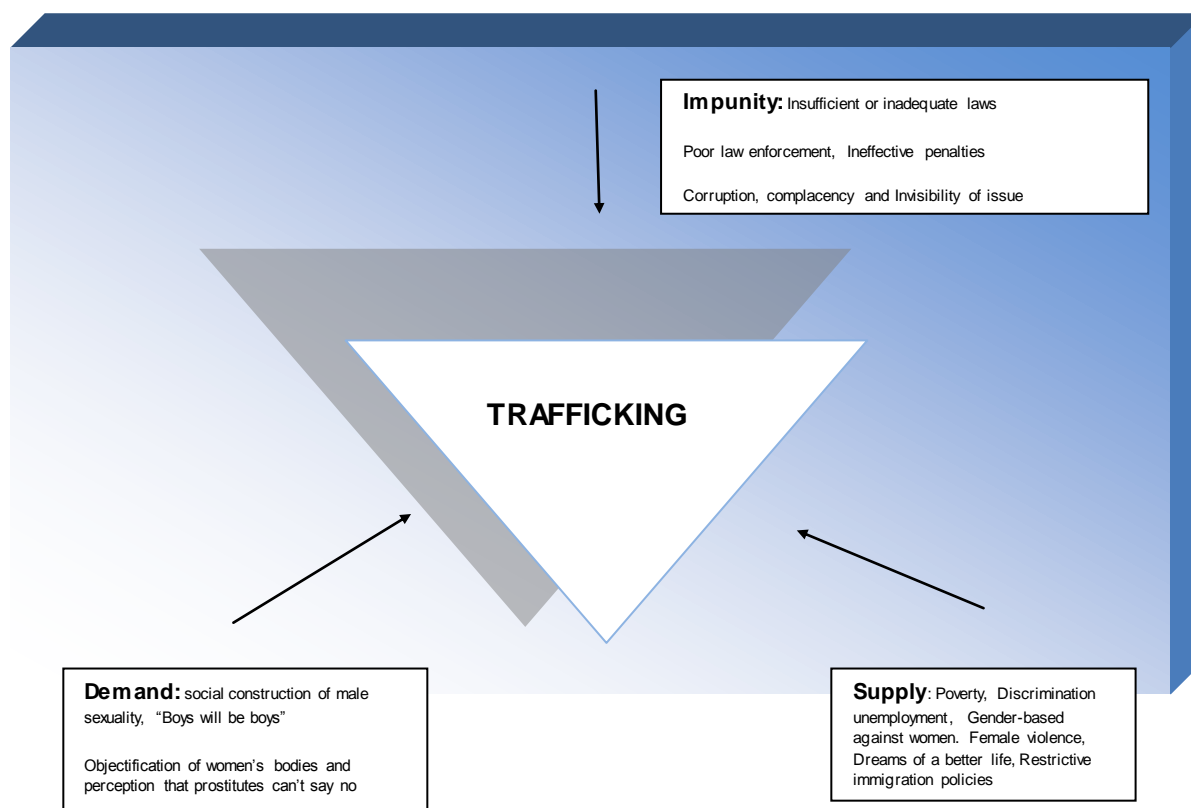 Impunity: Insufficient or inadequate laws
Poor law enforcement, Ineffective penalties
Corruption, complacency and Invisibility of issue
TRAFFICKING
Demand: social construction of male
sexuality, “Boys will be boys”
Objectification of women’s bodies and
perception that prostitutes can’t say no
Supply: Poverty, Discrimination
unemployment, Gender-based
against women. Female violence,
Dreams of a better life, Restrictive
immigration policies